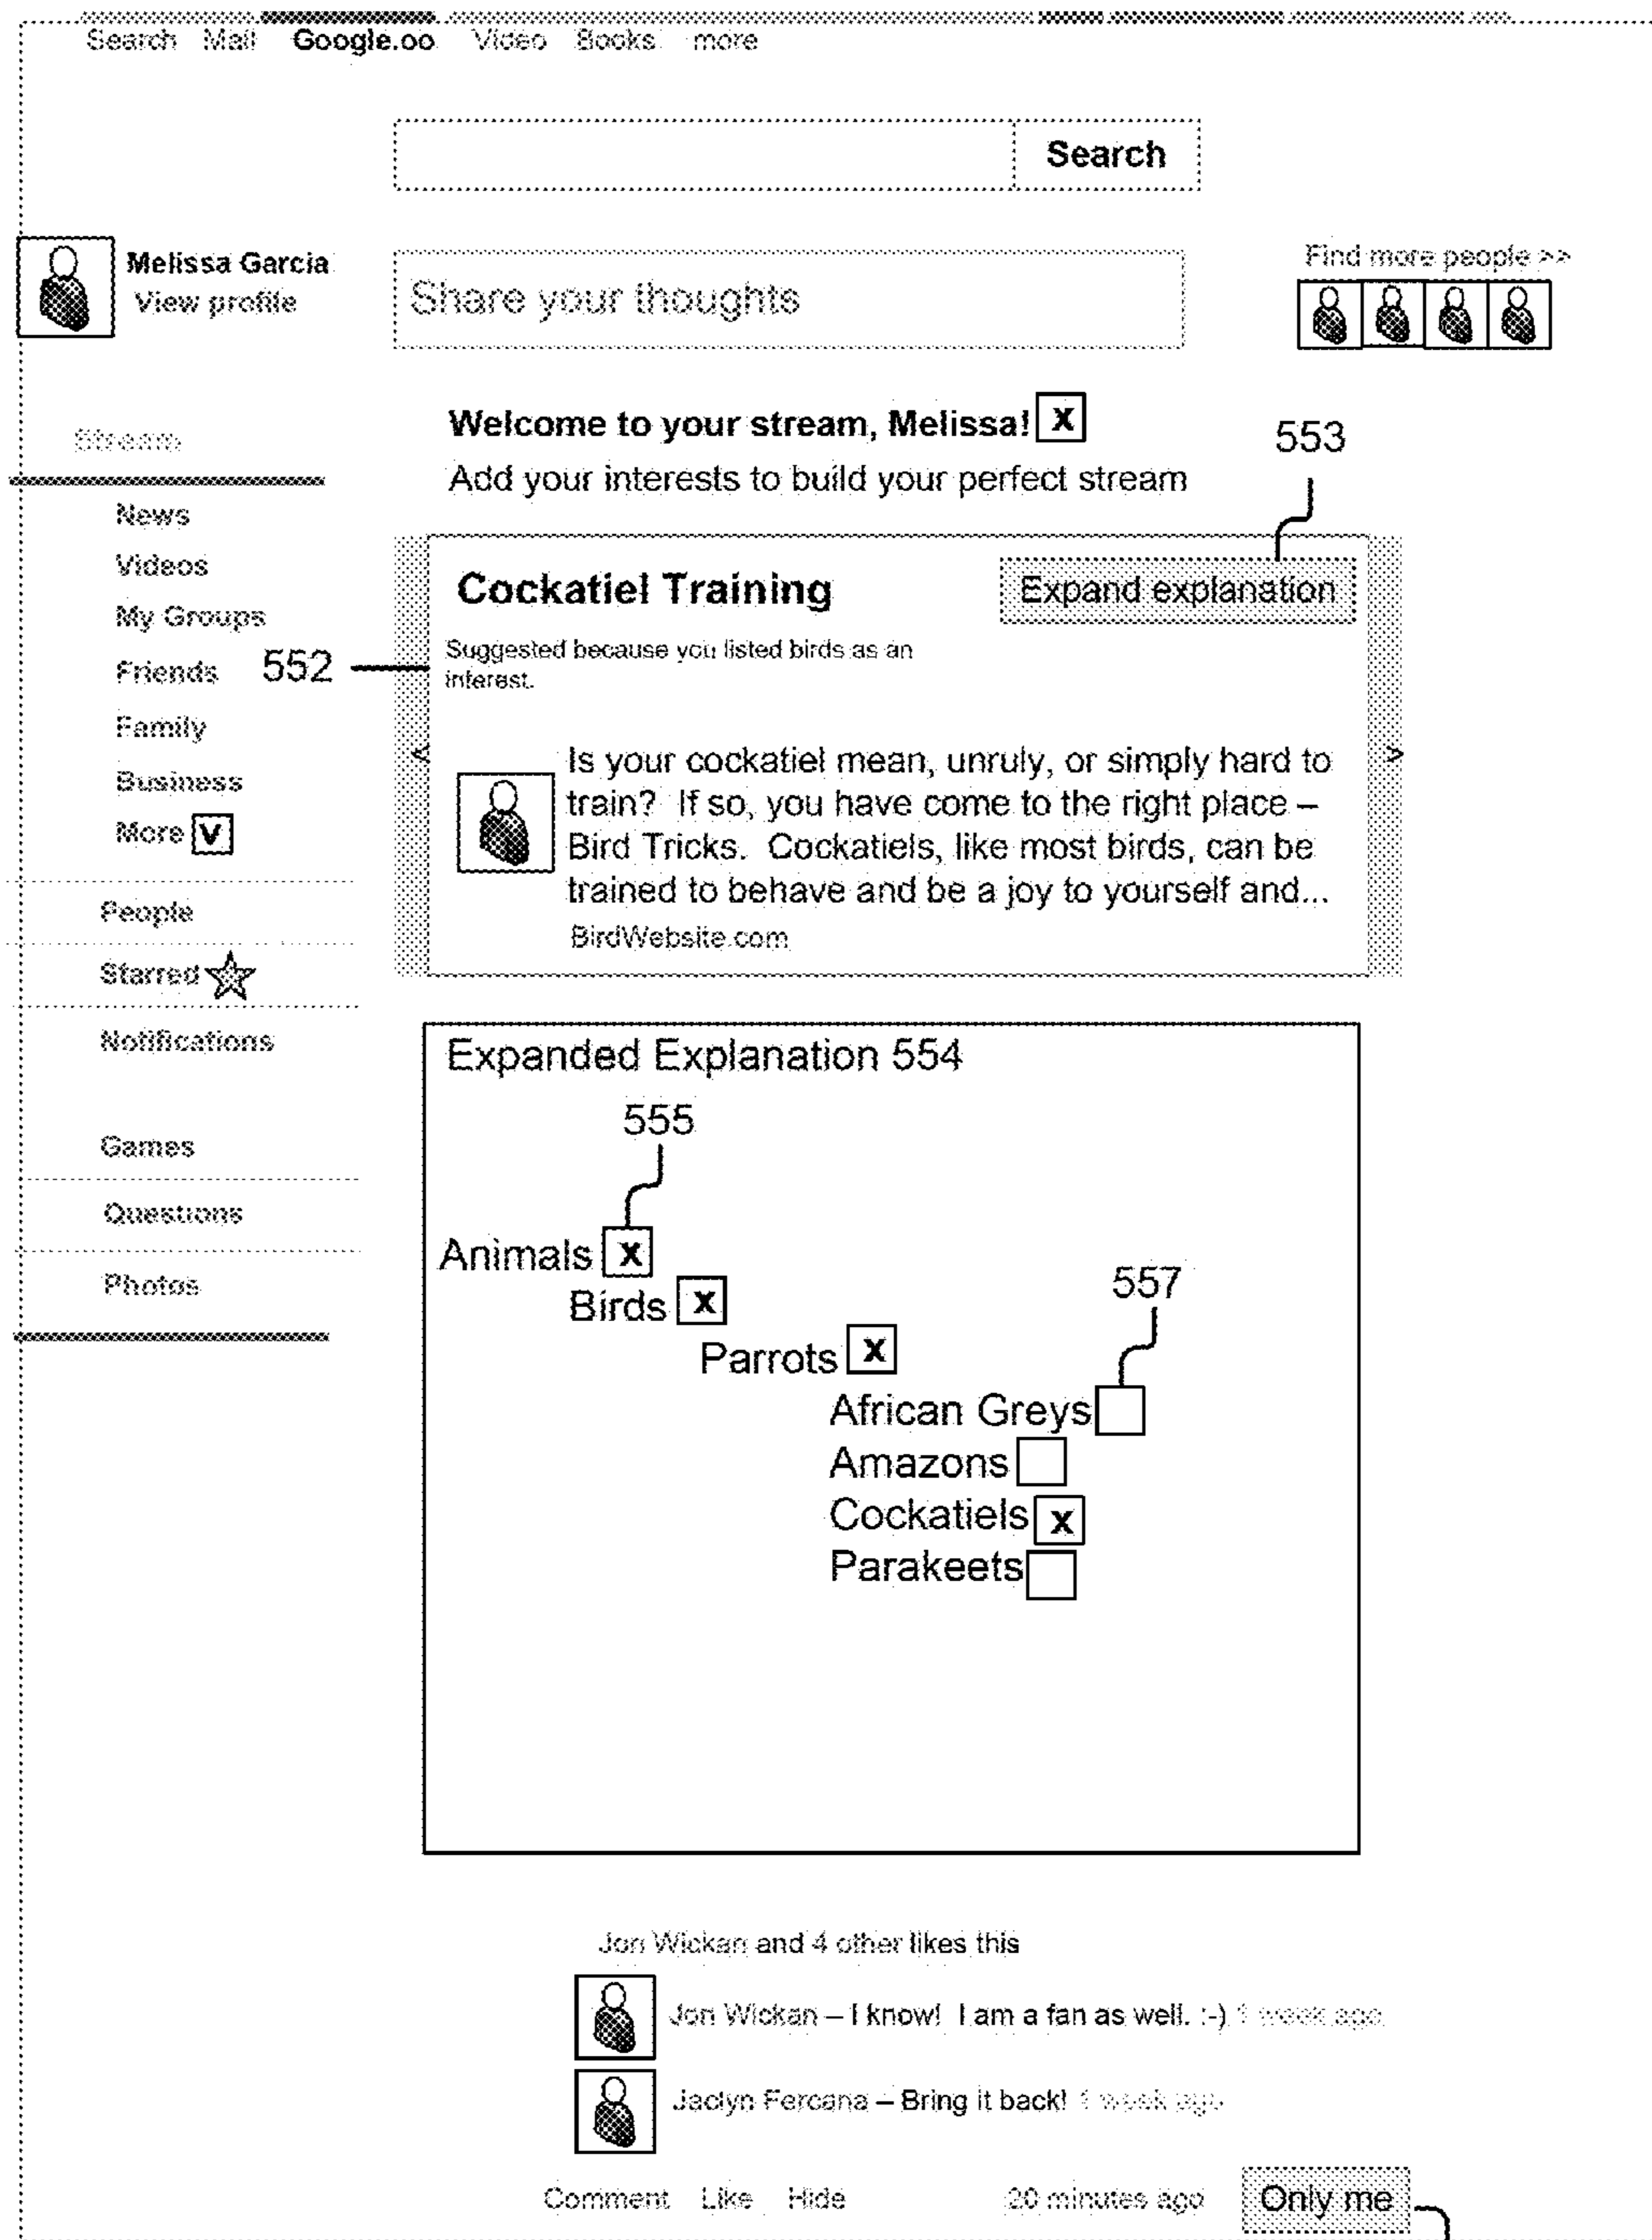 Search Mail Google.oo Video Books more
Search
Melissa Garcia
View profile
Share your thoughts
Find more people >>
Welcome to your stream, Melissa! X
Add your interests to build your perfect stream
553
Stream
News
Videos
My Groups
Friends
Family
Business
More V
People
Starred
Notifications
Games
Questions
Photos
Cockatiel Training
Expand explanation
552
Suggested because you listed birds as an
interest.
<
>
Is your cockatiel mean, unruly, or simply hard to
train? If so, you have come to the right place –
Bird Tricks. Cockatiels, like most birds, can be
trained to behave and be a joy to yourself and...
BirdWebsite.com
Expanded Explanation 554
555
Animals X
Birds X
557
Parrots X
African Greys
Amazons
Cockatiels X
Parakeets
Jon Wickan and 4 other likes this
Jon Wickan – I know! I am a fan as well. :-) 1 week ago
Jaclyn Fercana – Bring it back! 1 week ago
Comment Like Hide 20 minutes ago Only me